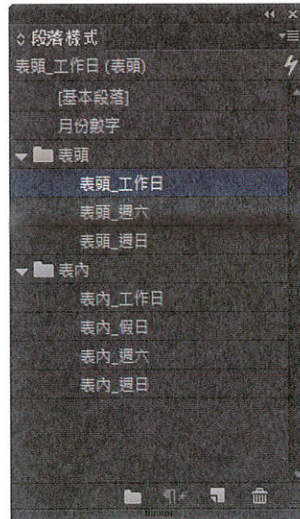 段落樣式
表頭_工作日 (表頭)
[基本段落]
月份數字
表頭
表頭_工作日
表頭_週六
表頭_週日
表內
表內_工作日
表內_假日
表內_週六
表內_週日